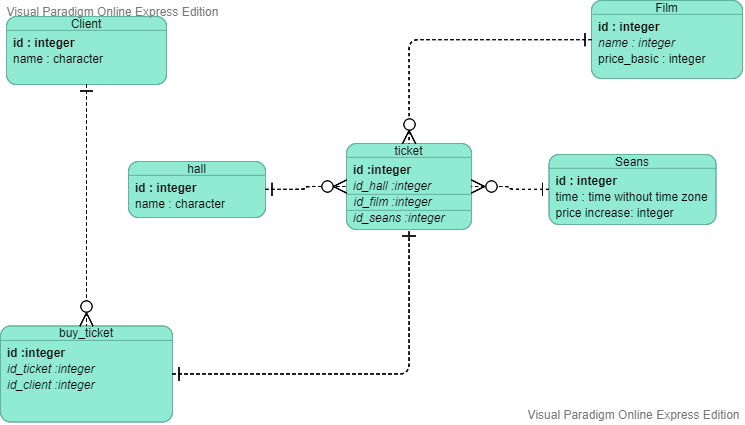 Visual Paradigm Online Express Edition
Client
id : integer
name : character
Film
id : integer
name : integer
price_basic : integer
hall
id : integer
name : character
ticket
id :integer
id_hall :integer
id_film :integer
id_seans :integer
Seans
id : integer
time : time without time zone
price increase: integer
buy_ticket
id :integer
id_ticket :integer
id_client :integer
Visual Paradigm Online Express Edition